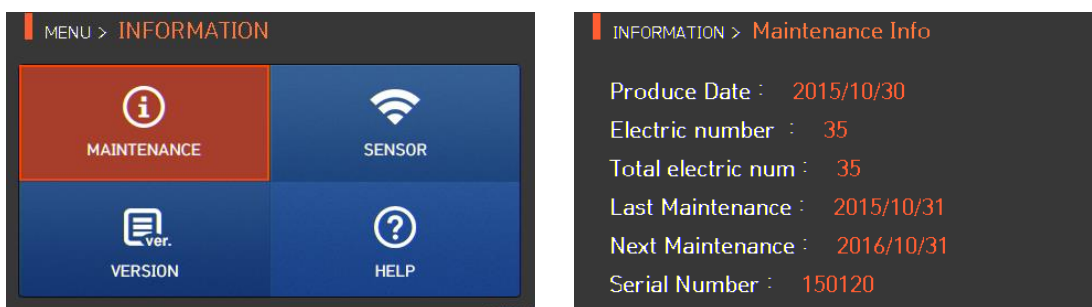 MENU > INFORMATION
MAINTENANCE
SENSOR
ver.
VERSION
HELP
INFORMATION > Maintenance Info
Produce Date : 2015/10/30
Electric number : 35
Total electric num : 35
Last Maintenance : 2015/10/31
Next Maintenance : 2016/10/31
Serial Number : 150120